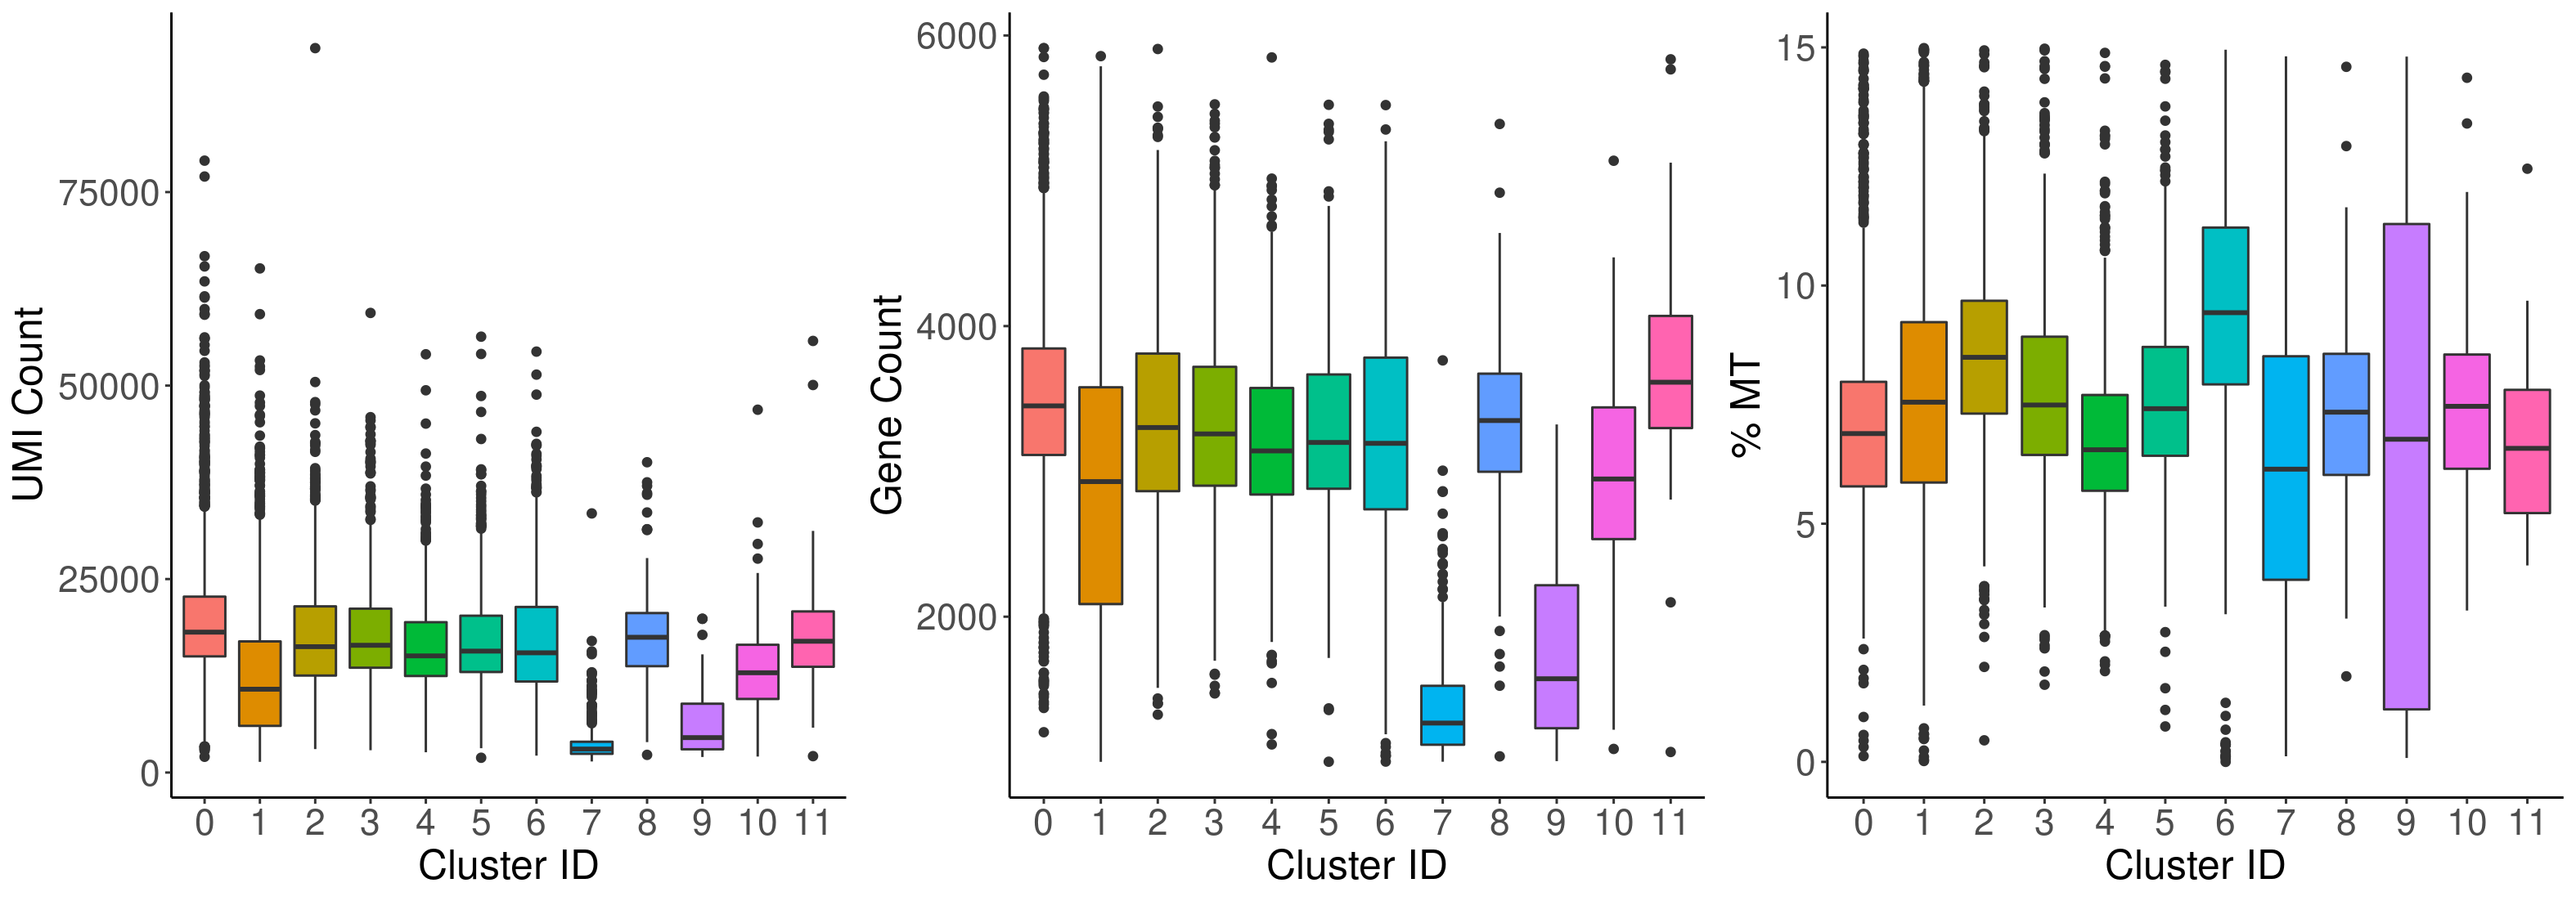 UMI Count
75000
50000
25000
0
0 1 2 3 4 5 6 7 8 9 10 11
Cluster ID
Gene Count
6000
4000
2000
0 1 2 3 4 5 6 7 8 9 10 11
Cluster ID
% MT
15
10
5
0
0 1 2 3 4 5 6 7 8 9 10 11
Cluster ID